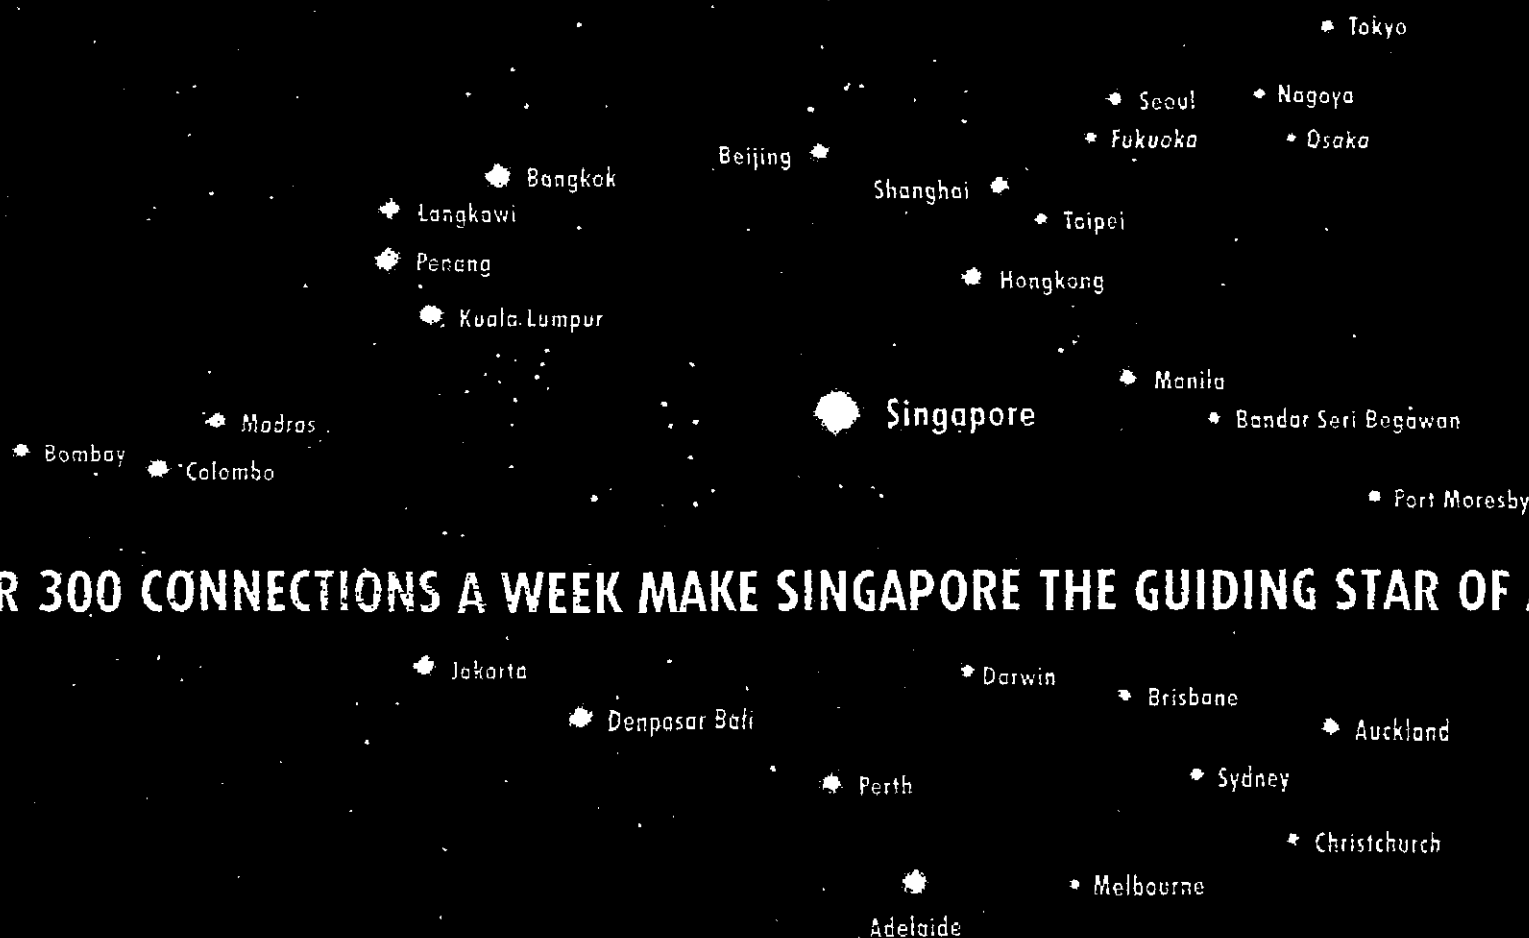 Tokyo
Seoul
Nagoya
Fukuoka
Osaka
Beijing
Bangkok
Shanghai
Langkawi
Taipei
Penang
Hongkong
Kuala Lumpur
Manila
Singapore
Bandar Seri Begawan
Madras
Bombay
Colombo
Port Moresby
R 300 CONNECTIONS A WEEK MAKE SINGAPORE THE GUIDING STAR OF
Jakarta
Darwin
Brisbane
Denpasar Bali
Auckland
Sydney
Perth
Christchurch
Melbourne
Adelaide